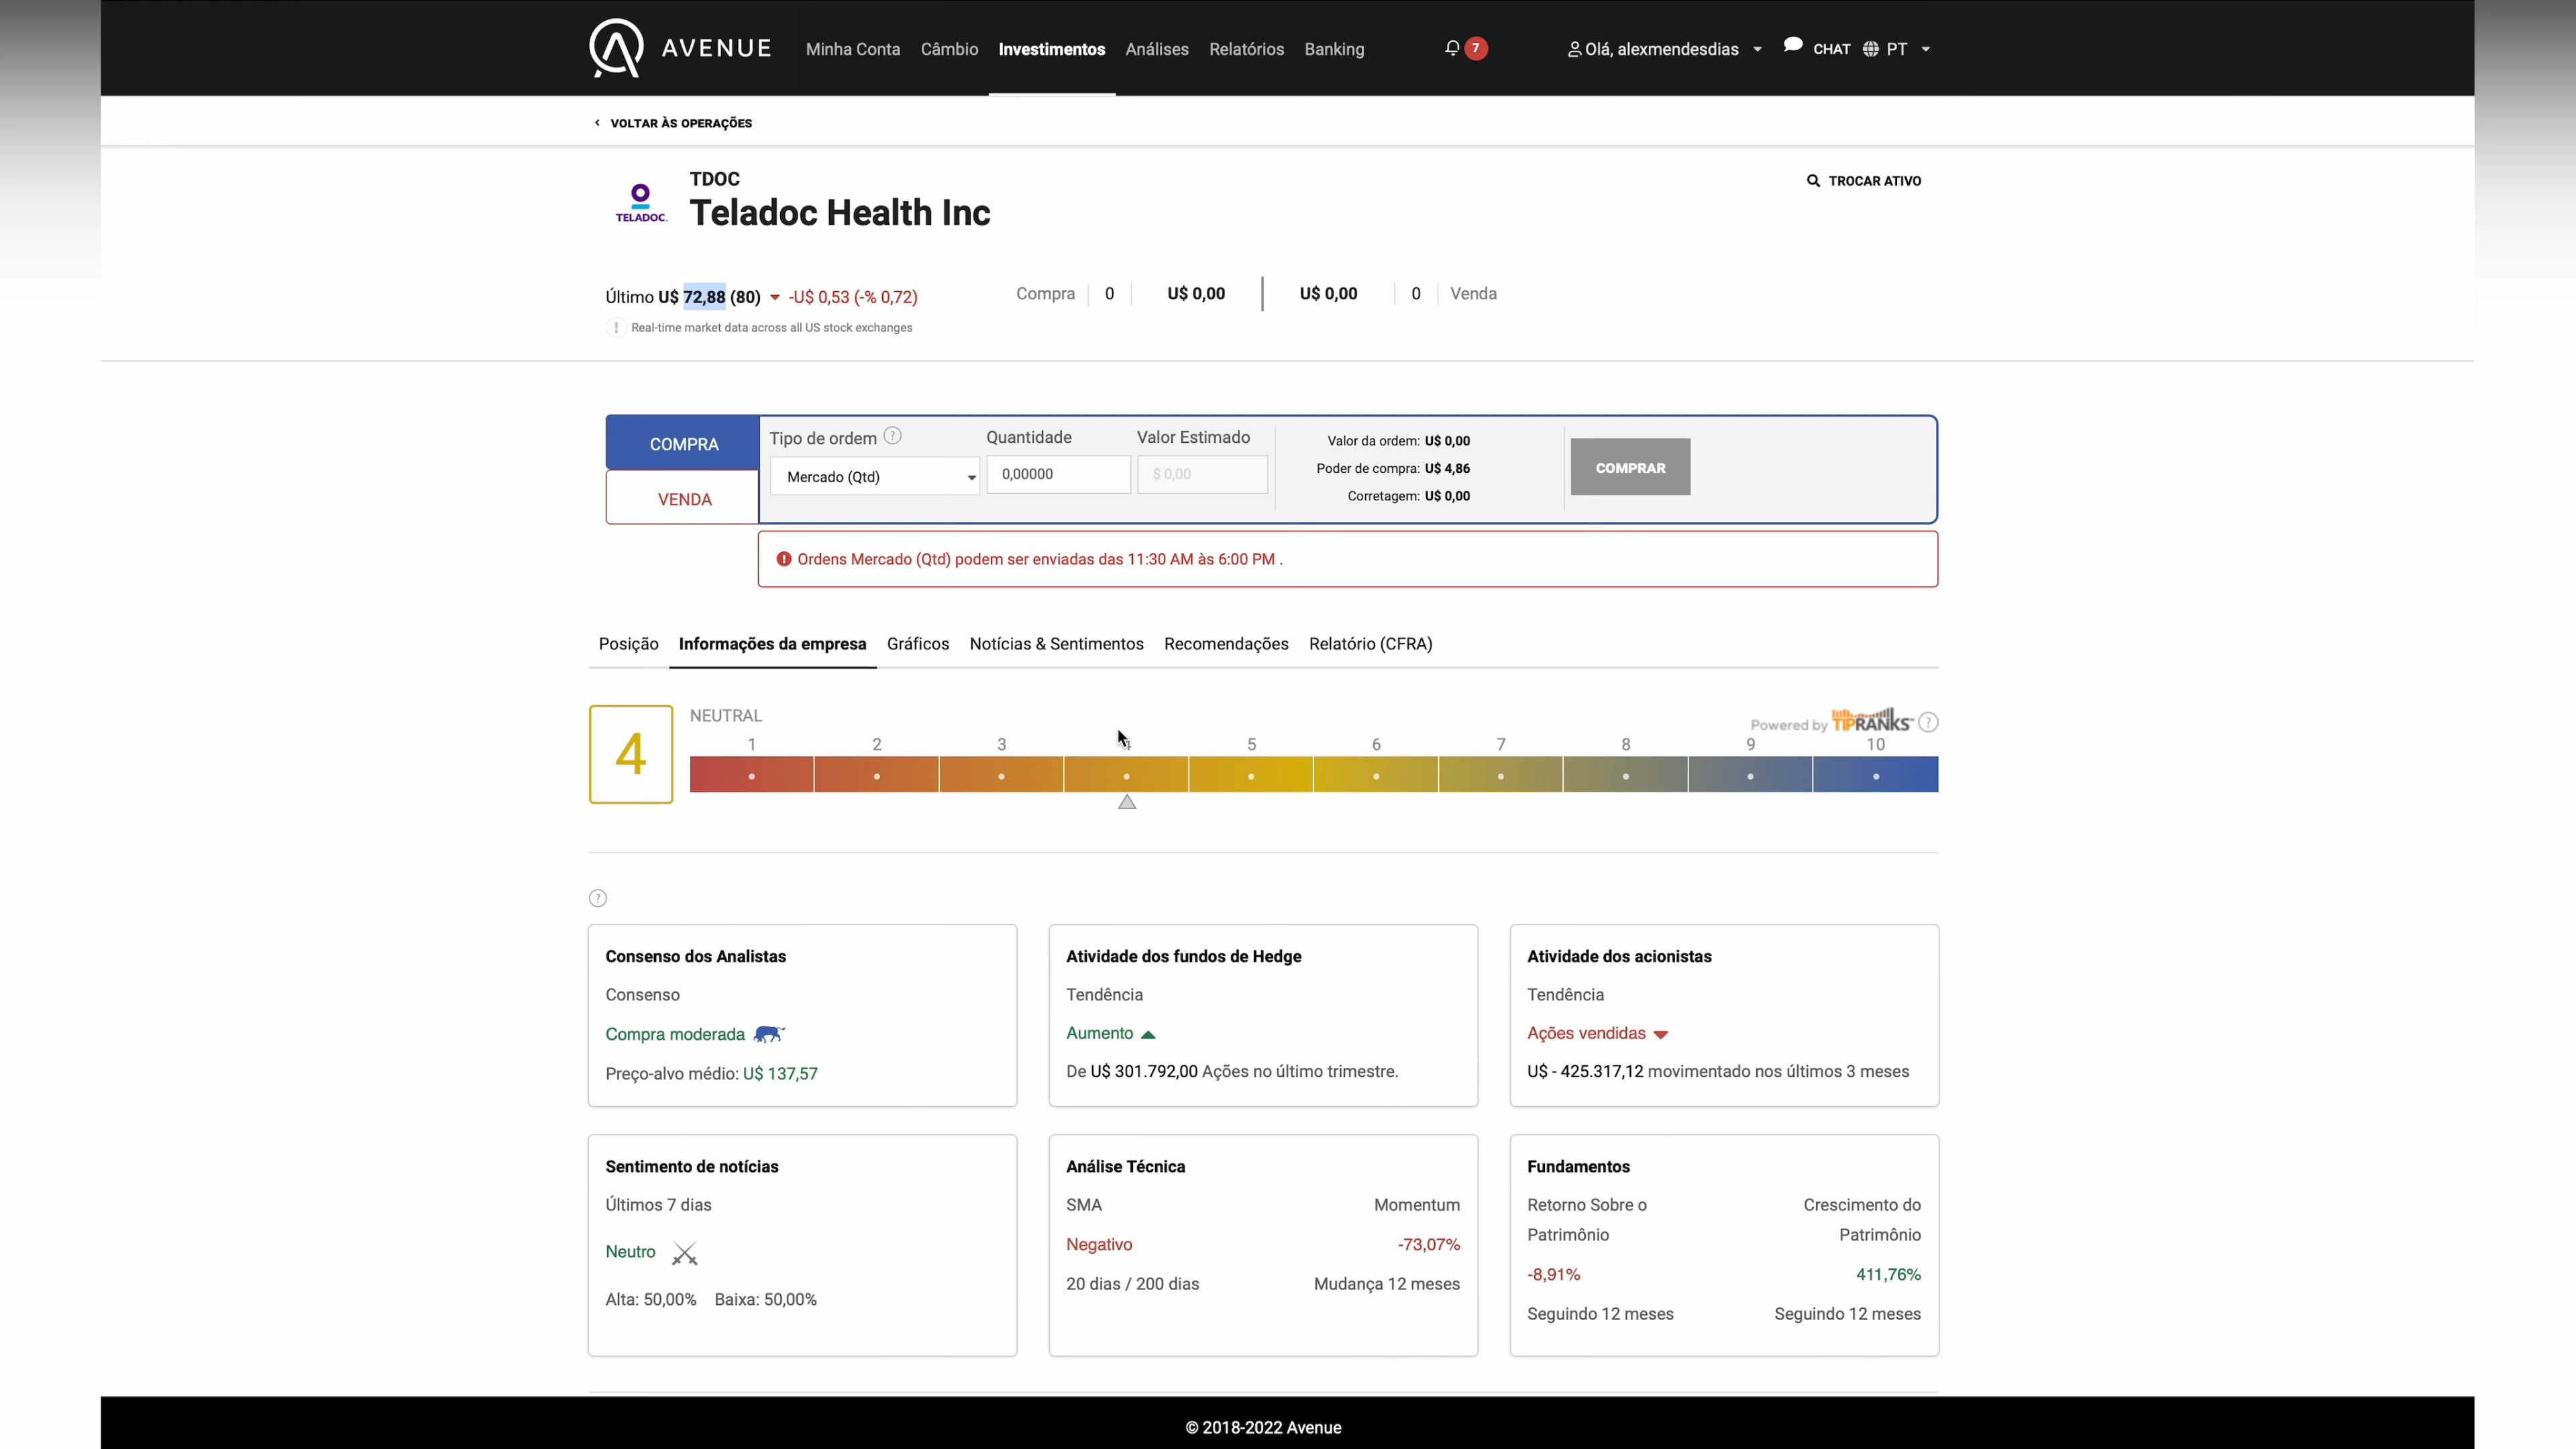 AVENUE
Minha Conta Câmbio Investimentos Análises Relatórios Banking
7
Olá, alexmendesdias
CHAT
PT
VOLTAR ÀS OPERAÇÕES
TELADOC.
TDOC
Teladoc Health Inc
TROCAR ATIVO
Último U$ 72,88 (80) -U$ 0,53 (-% 0,72)
Compra 0 U$ 0,00 U$ 0,00 0 Venda
! Real-time market data across all US stock exchanges
COMPRA
VENDA
Tipo de ordem ?
Mercado (Qtd)
Quantidade
0,00000
Valor Estimado
$ 0,00
Valor da ordem: U$ 0,00
Poder de compra: U$ 4,86
Corretagem: U$ 0,00
COMPRAR
! Ordens Mercado (Qtd) podem ser enviadas das 11:30 AM às 6:00 PM .
Posição Informações da empresa Gráficos Notícias & Sentimentos Recomendações Relatório (CFRA)
4
NEUTRAL
Powered by TIPRANKS™ ?
1 2 3 4 5 6 7 8 9 10
?
Consenso dos Analistas
Consenso
Compra moderada
Preço-alvo médio: U$ 137,57
Atividade dos fundos de Hedge
Tendência
Aumento
De U$ 301.792,00 Ações no último trimestre.
Atividade dos acionistas
Tendência
Ações vendidas
U$ - 425.317,12 movimentado nos últimos 3 meses
Sentimento de notícias
Últimos 7 dias
Neutro
Alta: 50,00% Baixa: 50,00%
Análise Técnica
SMA Momentum
Negativo -73,07%
20 dias / 200 dias Mudança 12 meses
Fundamentos
Retorno Sobre o Crescimento do
Patrimônio Patrimônio
-8,91% 411,76%
Seguindo 12 meses Seguindo 12 meses
© 2018-2022 Avenue